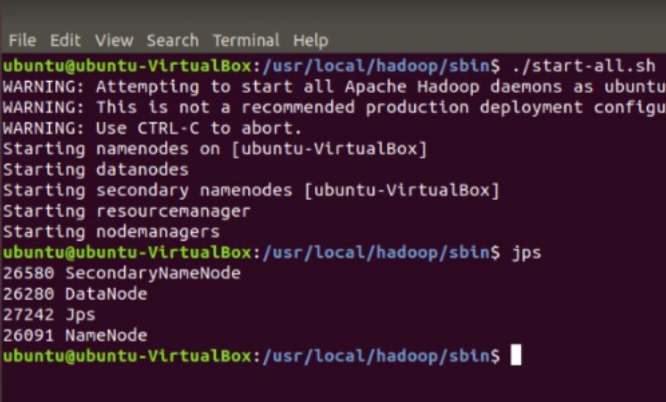 File Edit View Search Terminal Help
ubuntu@ubuntu-VirtualBox:/usr/local/hadoop/sbin$ ./start-all.sh
WARNING: Attempting to start all Apache Hadoop daemons as ubuntu
WARNING: This is not a recommended production deployment configu
WARNING: Use CTRL-C to abort.
Starting namenodes on [ubuntu-VirtualBox]
Starting datanodes
Starting secondary namenodes [ubuntu-VirtualBox]
Starting resourcemanager
Starting nodemanagers
ubuntu@ubuntu-VirtualBox:/usr/local/hadoop/sbin$ jps
26580 SecondaryNameNode
26280 DataNode
27242 Jps
26091 NameNode
ubuntu@ubuntu-VirtualBox:/usr/local/hadoop/sbin$